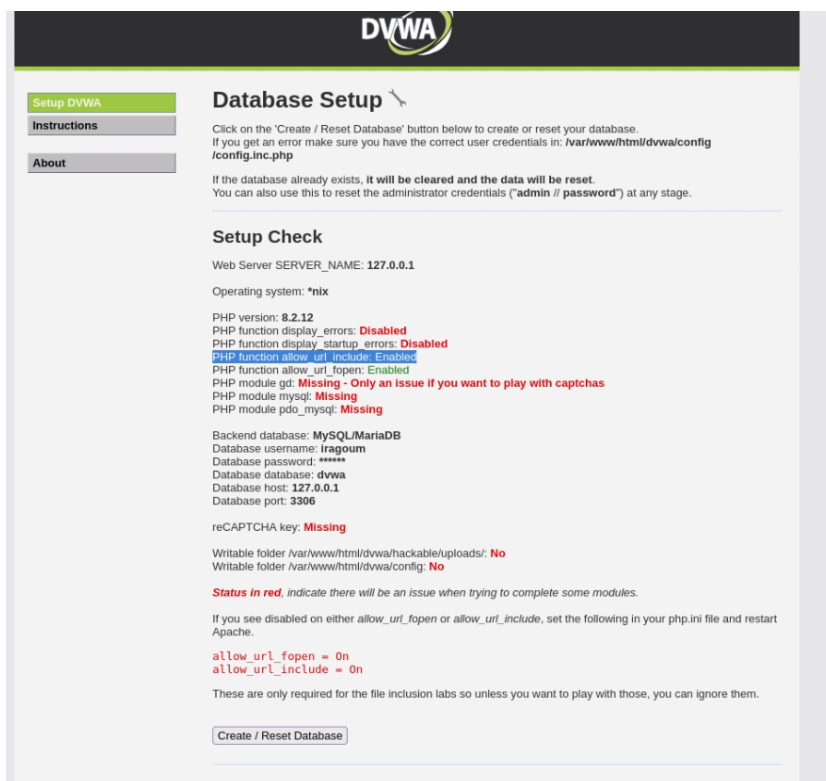 DVWA
Setup DVWA
Instructions
About
Database Setup
Click on the 'Create / Reset Database' button below to create or reset your database.
If you get an error make sure you have the correct user credentials in: /var/www/html/dvwa/config
/config.inc.php
If the database already exists, it will be cleared and the data will be reset.
You can also use this to reset the administrator credentials ("admin // password") at any stage.
Setup Check
Web Server SERVER_NAME: 127.0.0.1
Operating system: *nix
PHP version: 8.2.12
PHP function display_errors: Disabled
PHP function display_startup_errors: Disabled
PHP function allow_url_include: Enabled
PHP function allow_url_fopen: Enabled
PHP module gd: Missing - Only an issue if you want to play with captchas
PHP module mysql: Missing
PHP module pdo_mysql: Missing
Backend database: MySQL/MariaDB
Database username: iragoum
Database password: ******
Database database: dvwa
Database host: 127.0.0.1
Database port: 3306
reCAPTCHA key: Missing
Writable folder /var/www/html/dvwa/hackable/uploads/: No
Writable folder /var/www/html/dvwa/config: No
Status in red, indicate there will be an issue when trying to complete some modules.
If you see disabled on either allow_url_fopen or allow_url_include, set the following in your php.ini file and restart
Apache.
allow_url_fopen = On
allow_url_include = On
These are only required for the file inclusion labs so unless you want to play with those, you can ignore them.
Create / Reset Database